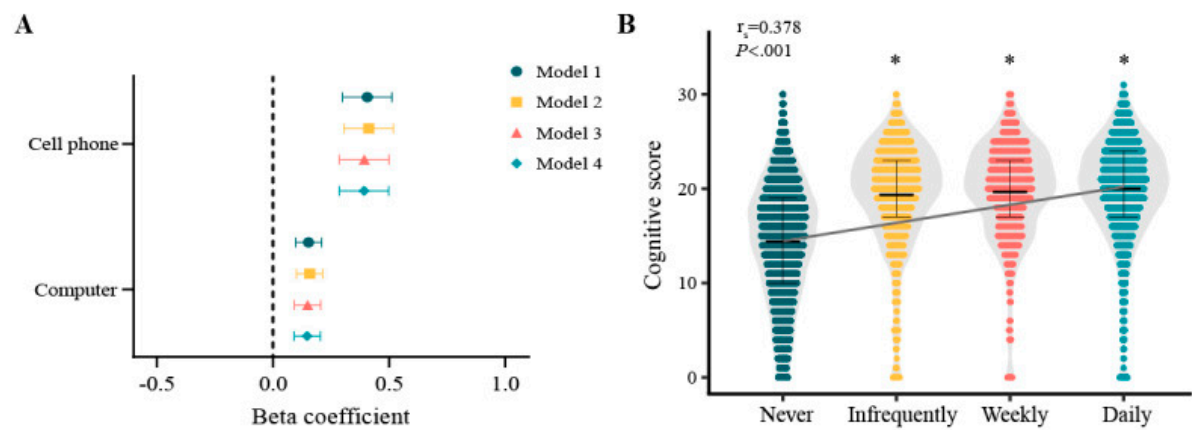 A
Cell phone
Computer
-0.5 0.0 0.5 1.0
Beta coefficient
Model 1
Model 2
Model 3
Model 4
B
rs=0.378
P<.001
* * *
Cognitive score
30
20
10
0
Never Infrequently Weekly Daily